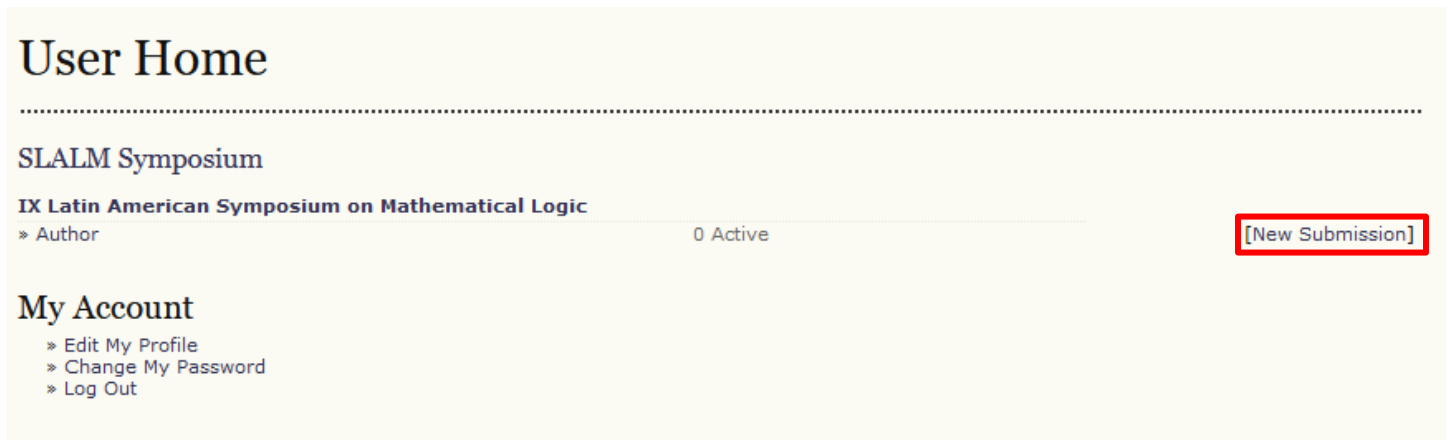 User Home
SLALM Symposium
IX Latin American Symposium on Mathematical Logic
» Author 0 Active [New Submission]
My Account
» Edit My Profile
» Change My Password
» Log Out